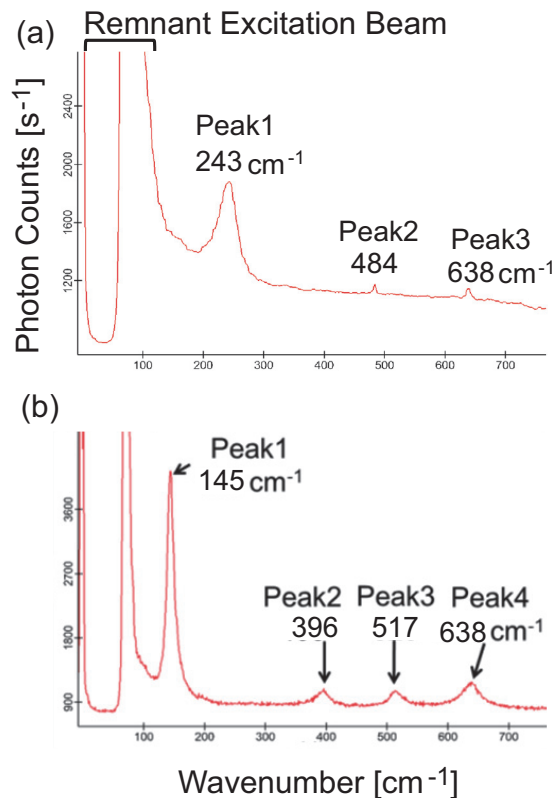 (a) Remnant Excitation Beam
Photon Counts [s⁻¹]
2400
2000
1600
1200
Peak1
243 cm⁻¹
Peak2
484
Peak3
638 cm⁻¹
100 200 300 400 500 600 700
(b)
3600
2700
1800
900
Peak1
145 cm⁻¹
Peak2 Peak3 Peak4
396 517 638 cm⁻¹
100 200 300 400 500 600 700
Wavenumber [cm⁻¹]